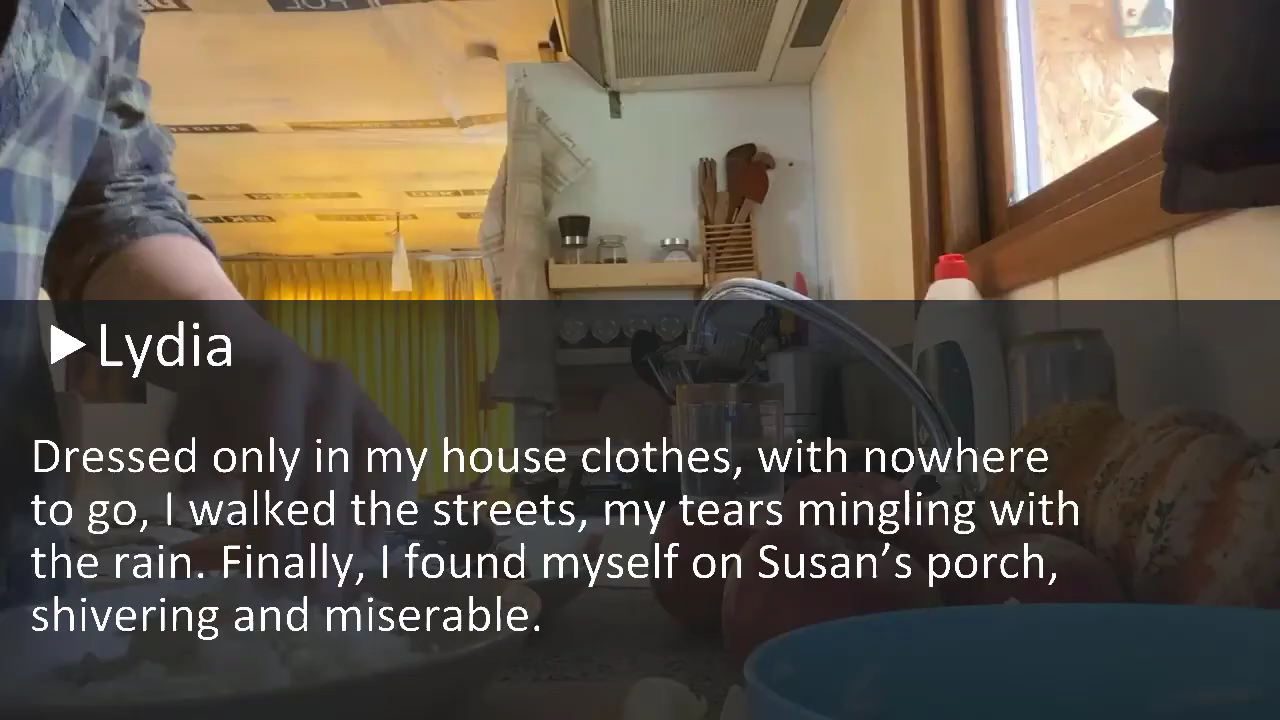 ▶Lydia
Dressed only in my house clothes, with nowhere
to go, I walked the streets, my tears mingling with
the rain. Finally, I found myself on Susan’s porch,
shivering and miserable.